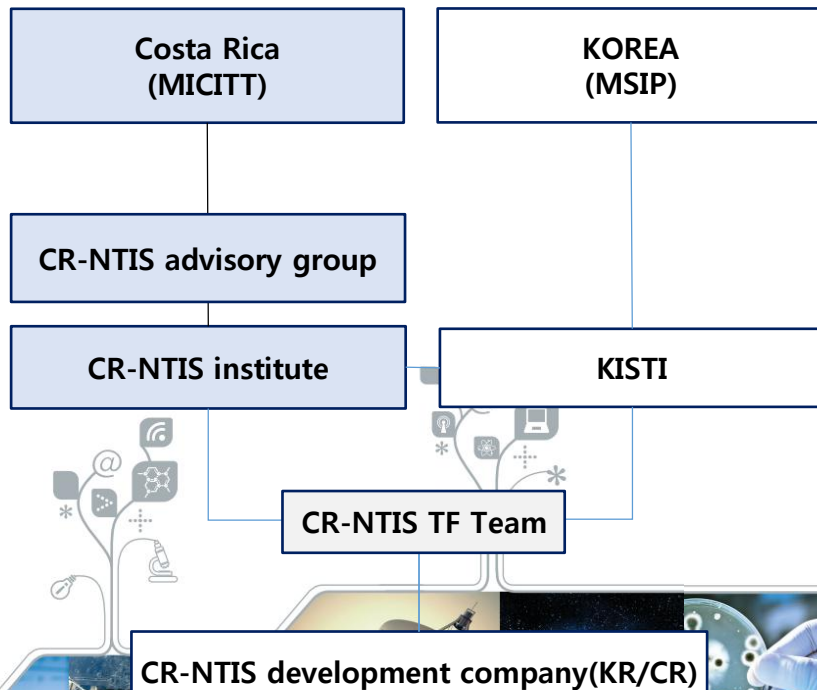 Costa Rica
(MICITT)
KOREA
(MSIP)
CR-NTIS advisory group
CR-NTIS institute
KISTI
@
CR-NTIS TF Team
CR-NTIS development company(KR/CR)